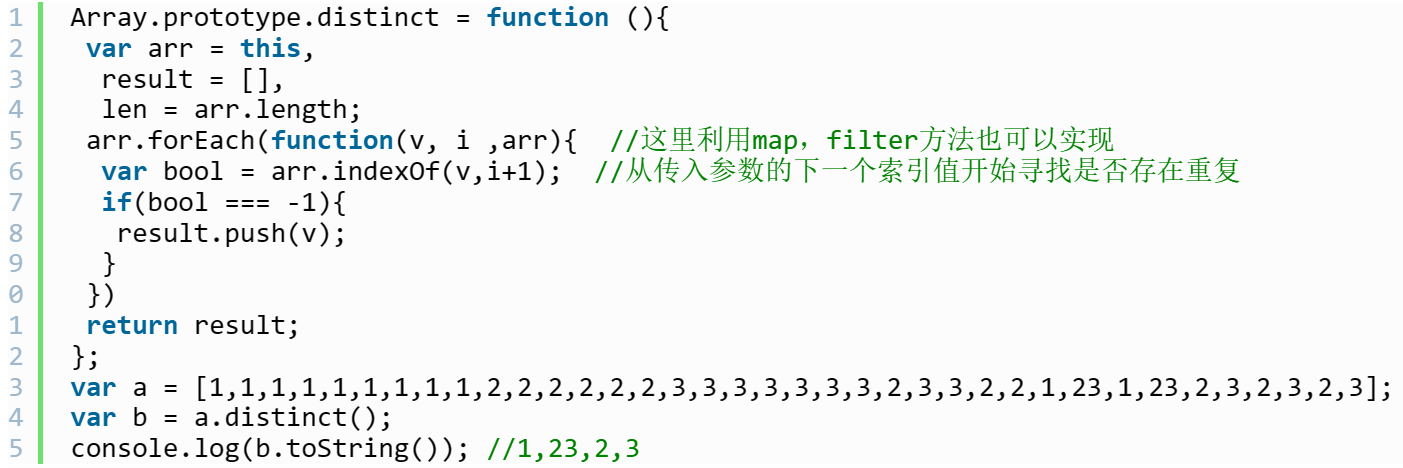 1 Array.prototype.distinct = function (){
2 var arr = this,
3 result = [],
4 len = arr.length;
5 arr.forEach(function(v, i ,arr){ //这里利用map，filter方法也可以实现
6 var bool = arr.indexOf(v,i+1); //从传入参数的下一个索引值开始寻找是否存在重复
7 if(bool === -1){
8 result.push(v);
9 }
0 })
1 return result;
2 };
3 var a = [1,1,1,1,1,1,1,1,1,2,2,2,2,2,2,3,3,3,3,3,3,3,2,3,3,2,2,1,23,1,23,2,3,2,3,2,3];
4 var b = a.distinct();
5 console.log(b.toString()); //1,23,2,3